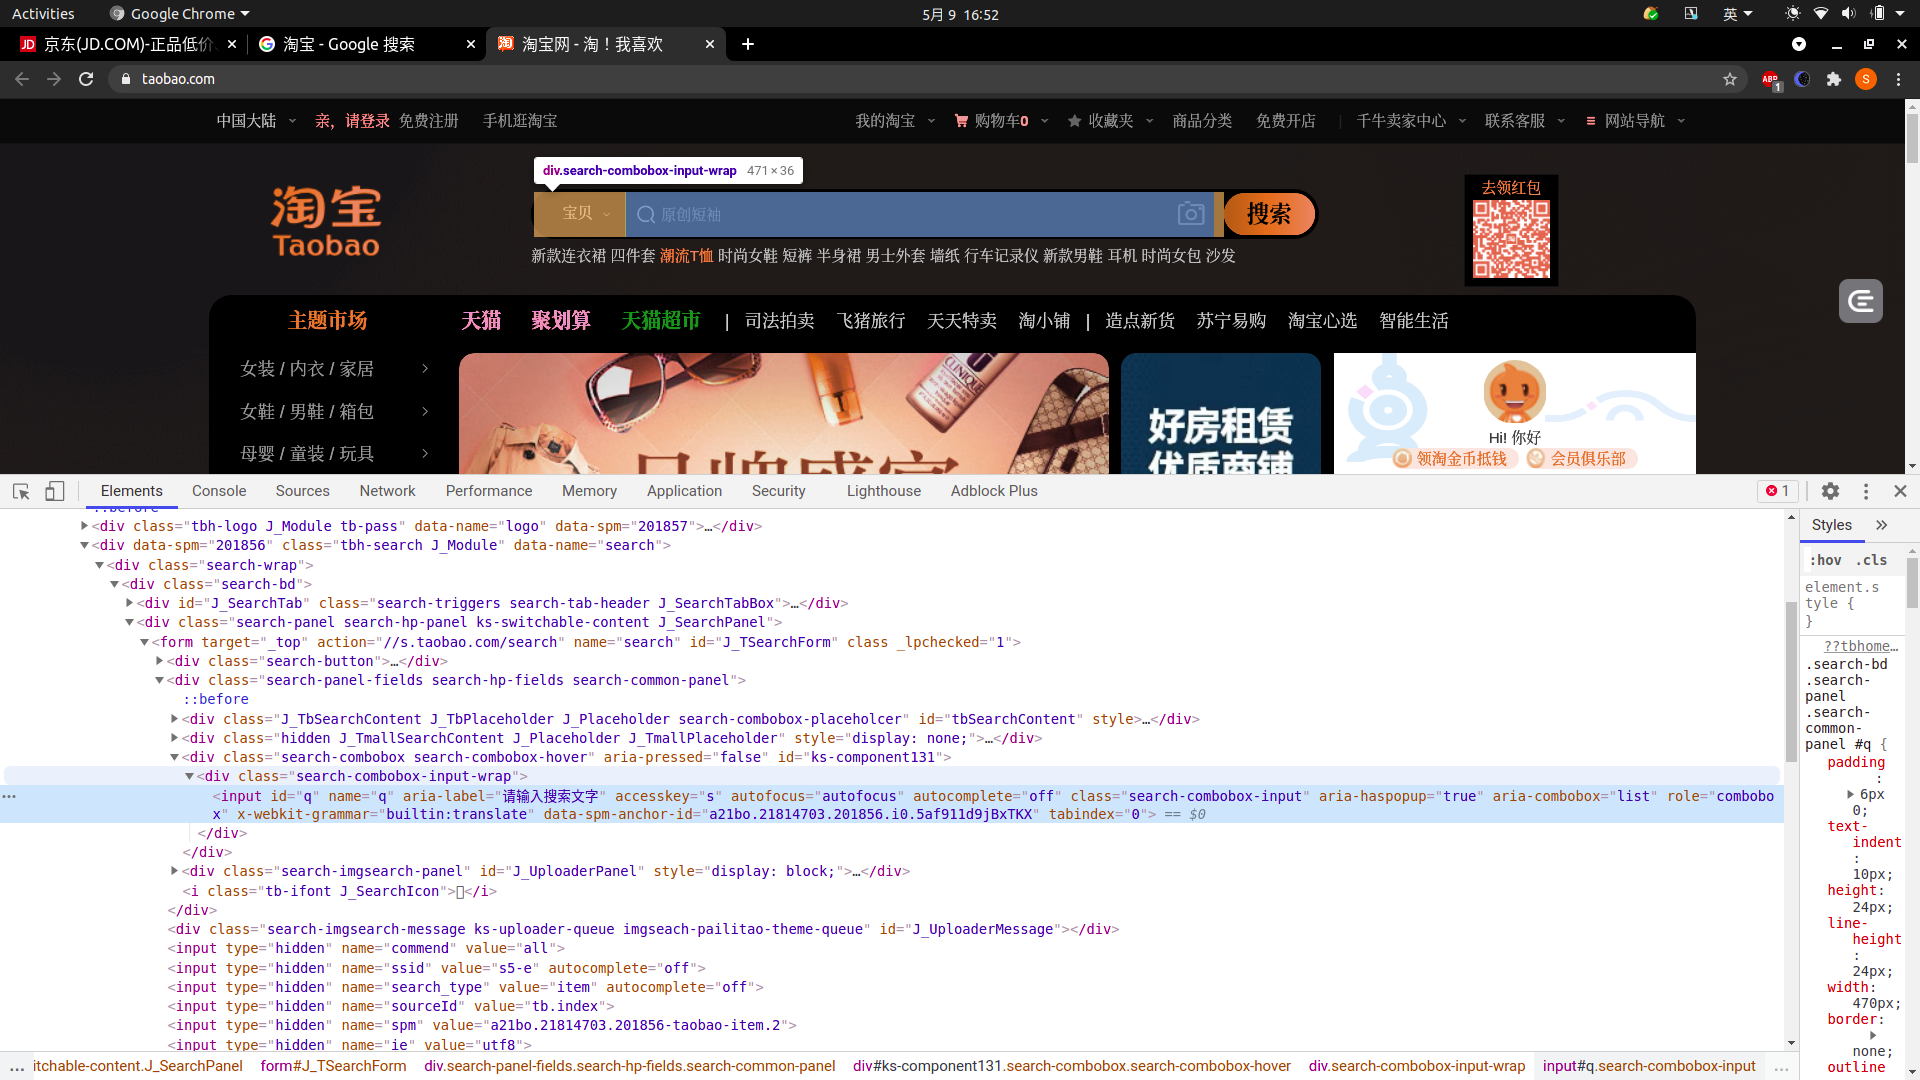 Activities
Google Chrome
5月 9 16:52
英
京东(JD.COM)-正品低价、
淘宝 - Google 搜索
淘宝网 - 淘！我喜欢
taobao.com
ABP
1
S
中国大陆
亲，请登录
免费注册
手机逛淘宝
我的淘宝
购物车0
收藏夹
商品分类
免费开店
千牛卖家中心
联系客服
网站导航
div.search-combobox-input-wrap 471 × 36
淘宝
Taobao
宝贝
原创短袖
搜索
去领红包
新款连衣裙 四件套 潮流T恤 时尚女鞋 短裤 半身裙 男士外套 墙纸 行车记录仪 新款男鞋 耳机 时尚女包 沙发
主题市场
天猫 聚划算 天猫超市 | 司法拍卖 飞猪旅行 天天特卖 淘小铺 | 造点新货 苏宁易购 淘宝心选 智能生活
女装 / 内衣 / 家居
女鞋 / 男鞋 / 箱包
母婴 / 童装 / 玩具
CLINIQUE
好房租赁
优质商铺
Hi! 你好
领淘金币抵钱
会员俱乐部
Elements Console Sources Network Performance Memory Application Security Lighthouse Adblock Plus
1
::before
<div class="tbh-logo J_Module tb-pass" data-name="logo" data-spm="201857">…</div>
<div data-spm="201856" class="tbh-search J_Module" data-name="search">
<div class="search-wrap">
<div class="search-bd">
<div id="J_SearchTab" class="search-triggers search-tab-header J_SearchTabBox">…</div>
<div class="search-panel search-hp-panel ks-switchable-content J_SearchPanel">
<form target="_top" action="//s.taobao.com/search" name="search" id="J_TSearchForm" class _lpchecked="1">
<div class="search-button">…</div>
<div class="search-panel-fields search-hp-fields search-common-panel">
::before
<div class="J_TbSearchContent J_TbPlaceholder J_Placeholder search-combobox-placeholcer" id="tbSearchContent" style>…</div>
<div class="hidden J_TmallSearchContent J_Placeholder J_TmallPlaceholder" style="display: none;">…</div>
<div class="search-combobox search-combobox-hover" aria-pressed="false" id="ks-component131">
<div class="search-combobox-input-wrap">
<input id="q" name="q" aria-label="请输入搜索文字" accesskey="s" autofocus="autofocus" autocomplete="off" class="search-combobox-input" aria-haspopup="true" aria-combobox="list" role="combobo
x" x-webkit-grammar="builtin:translate" data-spm-anchor-id="a21bo.21814703.201856.i0.5af911d9jBxTKX" tabindex="0"> == $0
</div>
</div>
<div class="search-imgsearch-panel" id="J_UploaderPanel" style="display: block;">…</div>
<i class="tb-ifont J_SearchIcon"></i>
</div>
<div class="search-imgsearch-message ks-uploader-queue imgseach-pailitao-theme-queue" id="J_UploaderMessage"></div>
<input type="hidden" name="commend" value="all">
<input type="hidden" name="ssid" value="s5-e" autocomplete="off">
<input type="hidden" name="search_type" value="item" autocomplete="off">
<input type="hidden" name="sourceId" value="tb.index">
<input type="hidden" name="spm" value="a21bo.21814703.201856-taobao-item.2">
<input type="hidden" name="ie" value="utf8">
… itchable-content.J_SearchPanel form#J_TSearchForm div.search-panel-fields.search-hp-fields.search-common-panel div#ks-component131.search-combobox.search-combobox-hover div.search-combobox-input-wrap input#q.search-combobox-input …
Styles
:hov .cls
element.s
tyle {
}
??tbhome…
.search-bd
.search-
panel
.search-
common-
panel #q {
padding
:
6px
0;
text-
indent
:
10px;
height:
24px;
line-
height
:
24px;
width:
470px;
border:
none;
outline